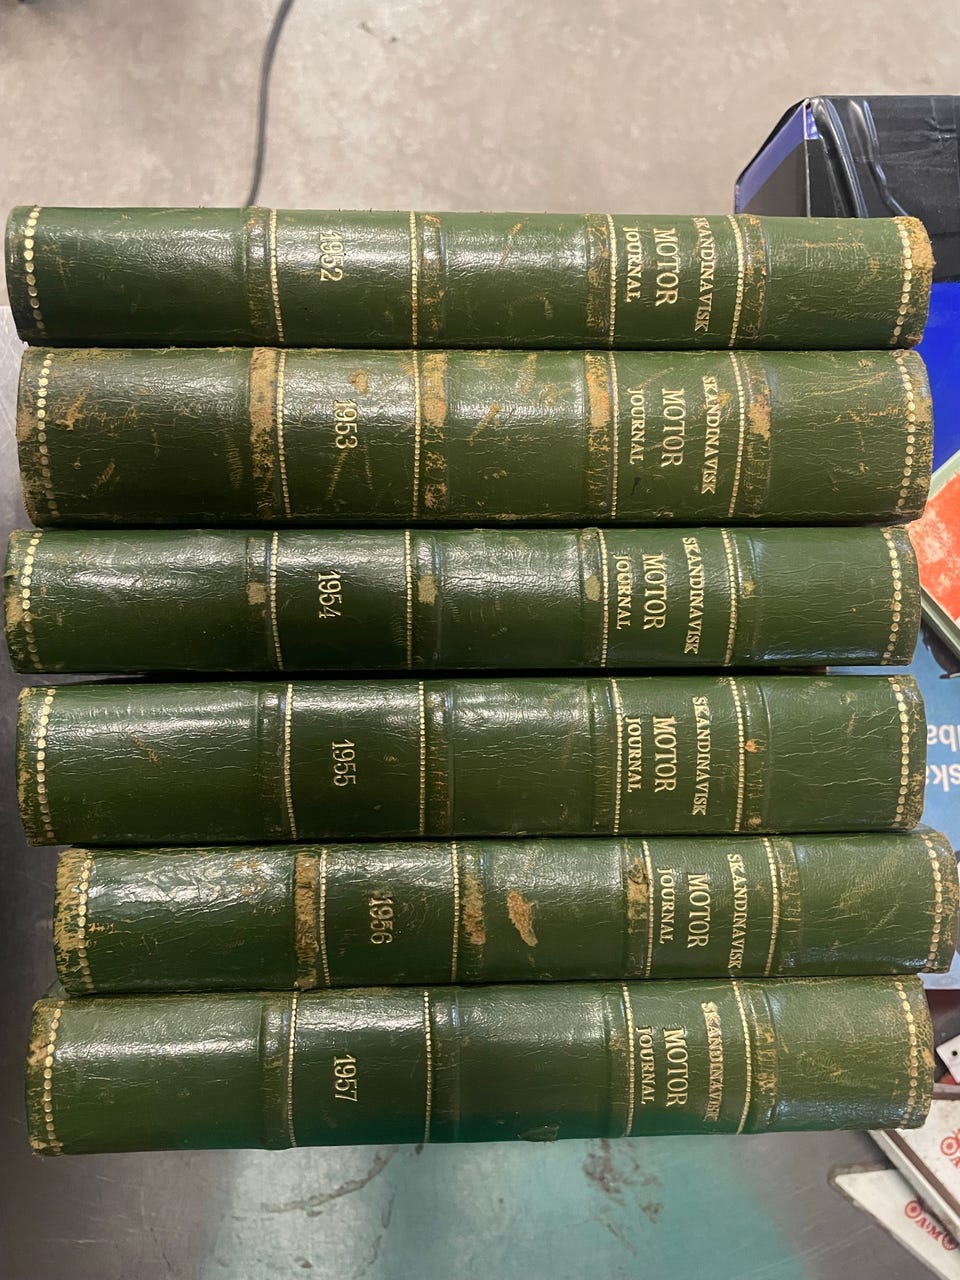 SKANDINAVISK
MOTOR
JOURNAL
1952
SKANDINAVISK
MOTOR
JOURNAL
1953
SKANDINAVISK
MOTOR
JOURNAL
1954
SKANDINAVISK
MOTOR
JOURNAL
1955
SKANDINAVISK
MOTOR
JOURNAL
1956
SKANDINAVISK
MOTOR
JOURNAL
1957